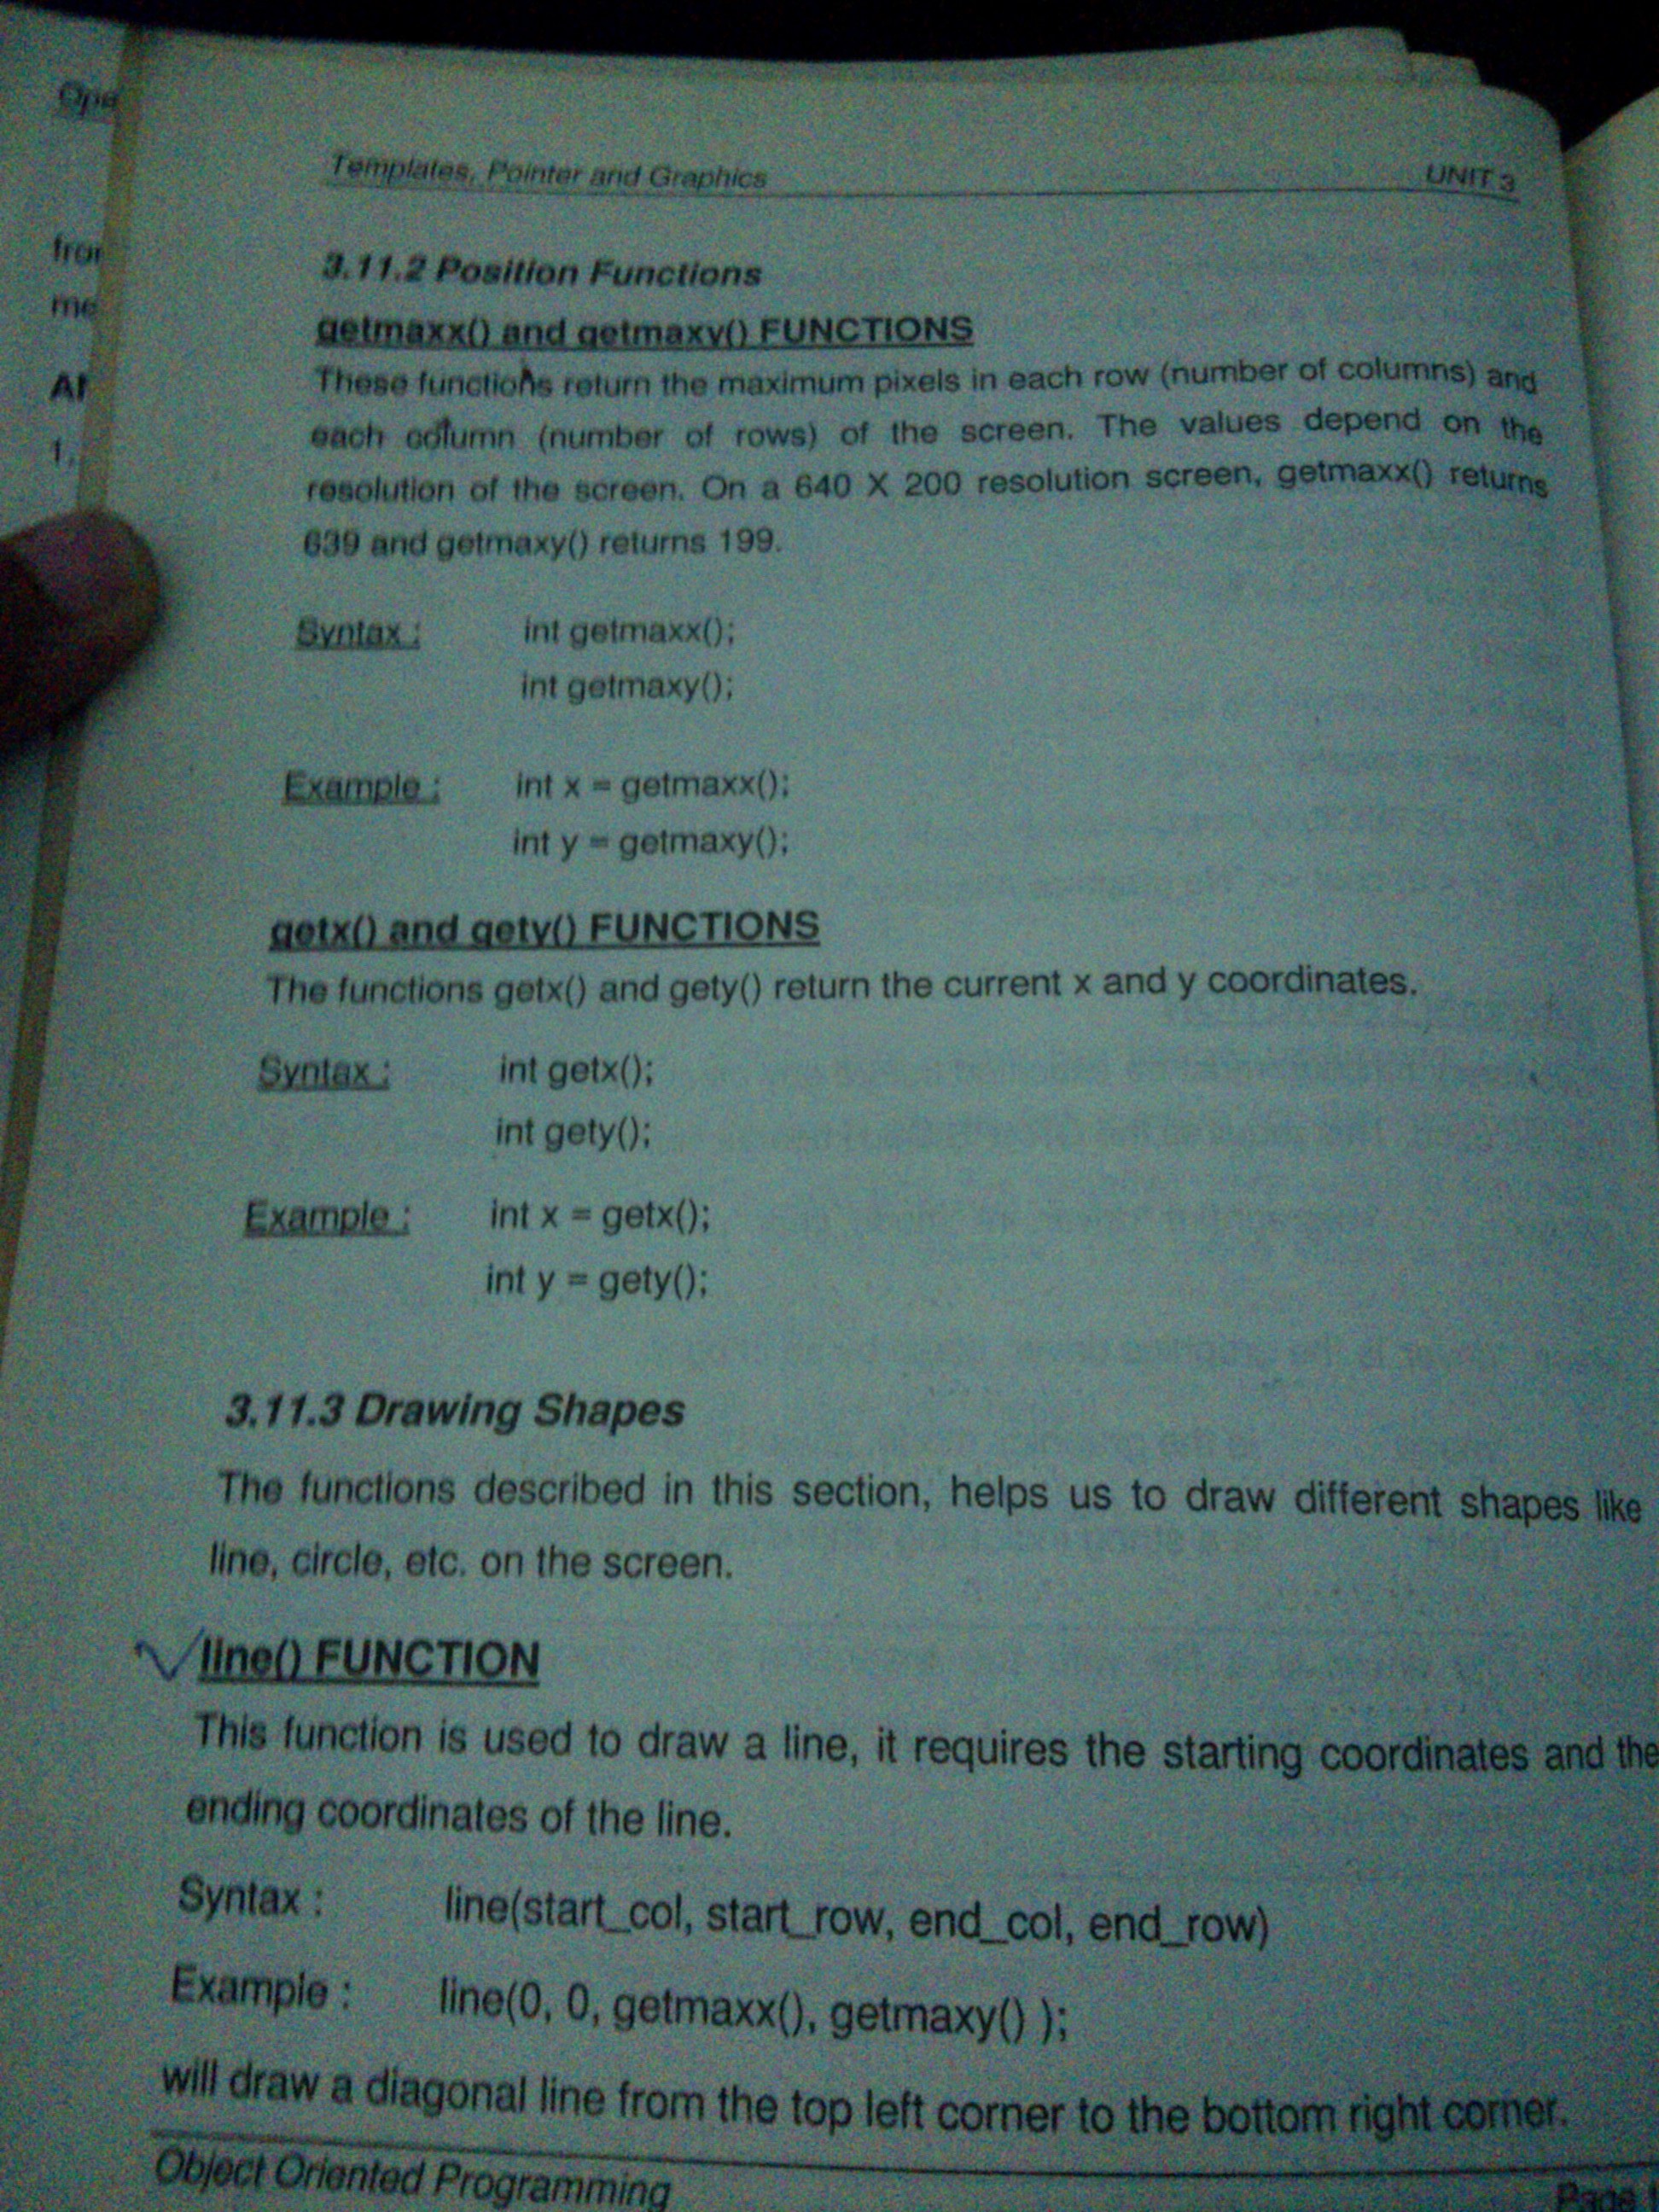 Ope
Templates, Pointer and Graphics UNIT 3
3.11.2 Position Functions
getmaxx() and getmaxy() FUNCTIONS
These functions return the maximum pixels in each row (number of columns) and
each column (number of rows) of the screen. The values depend on the
resolution of the screen. On a 640 X 200 resolution screen, getmaxx() returns
639 and getmaxy() returns 199.
Syntax : int getmaxx();
int getmaxy();
Example : int x = getmaxx();
int y = getmaxy();
getx() and gety() FUNCTIONS
The functions getx() and gety() return the current x and y coordinates.
Syntax : int getx();
int gety();
Example : int x = getx();
int y = gety();
3.11.3 Drawing Shapes
The functions described in this section, helps us to draw different shapes like
line, circle, etc. on the screen.
line() FUNCTION
This function is used to draw a line, it requires the starting coordinates and the
ending coordinates of the line.
Syntax : line(start_col, start_row, end_col, end_row)
Example : line(0, 0, getmaxx(), getmaxy() );
will draw a diagonal line from the top left corner to the bottom right corner.
Object Oriented Programming Page